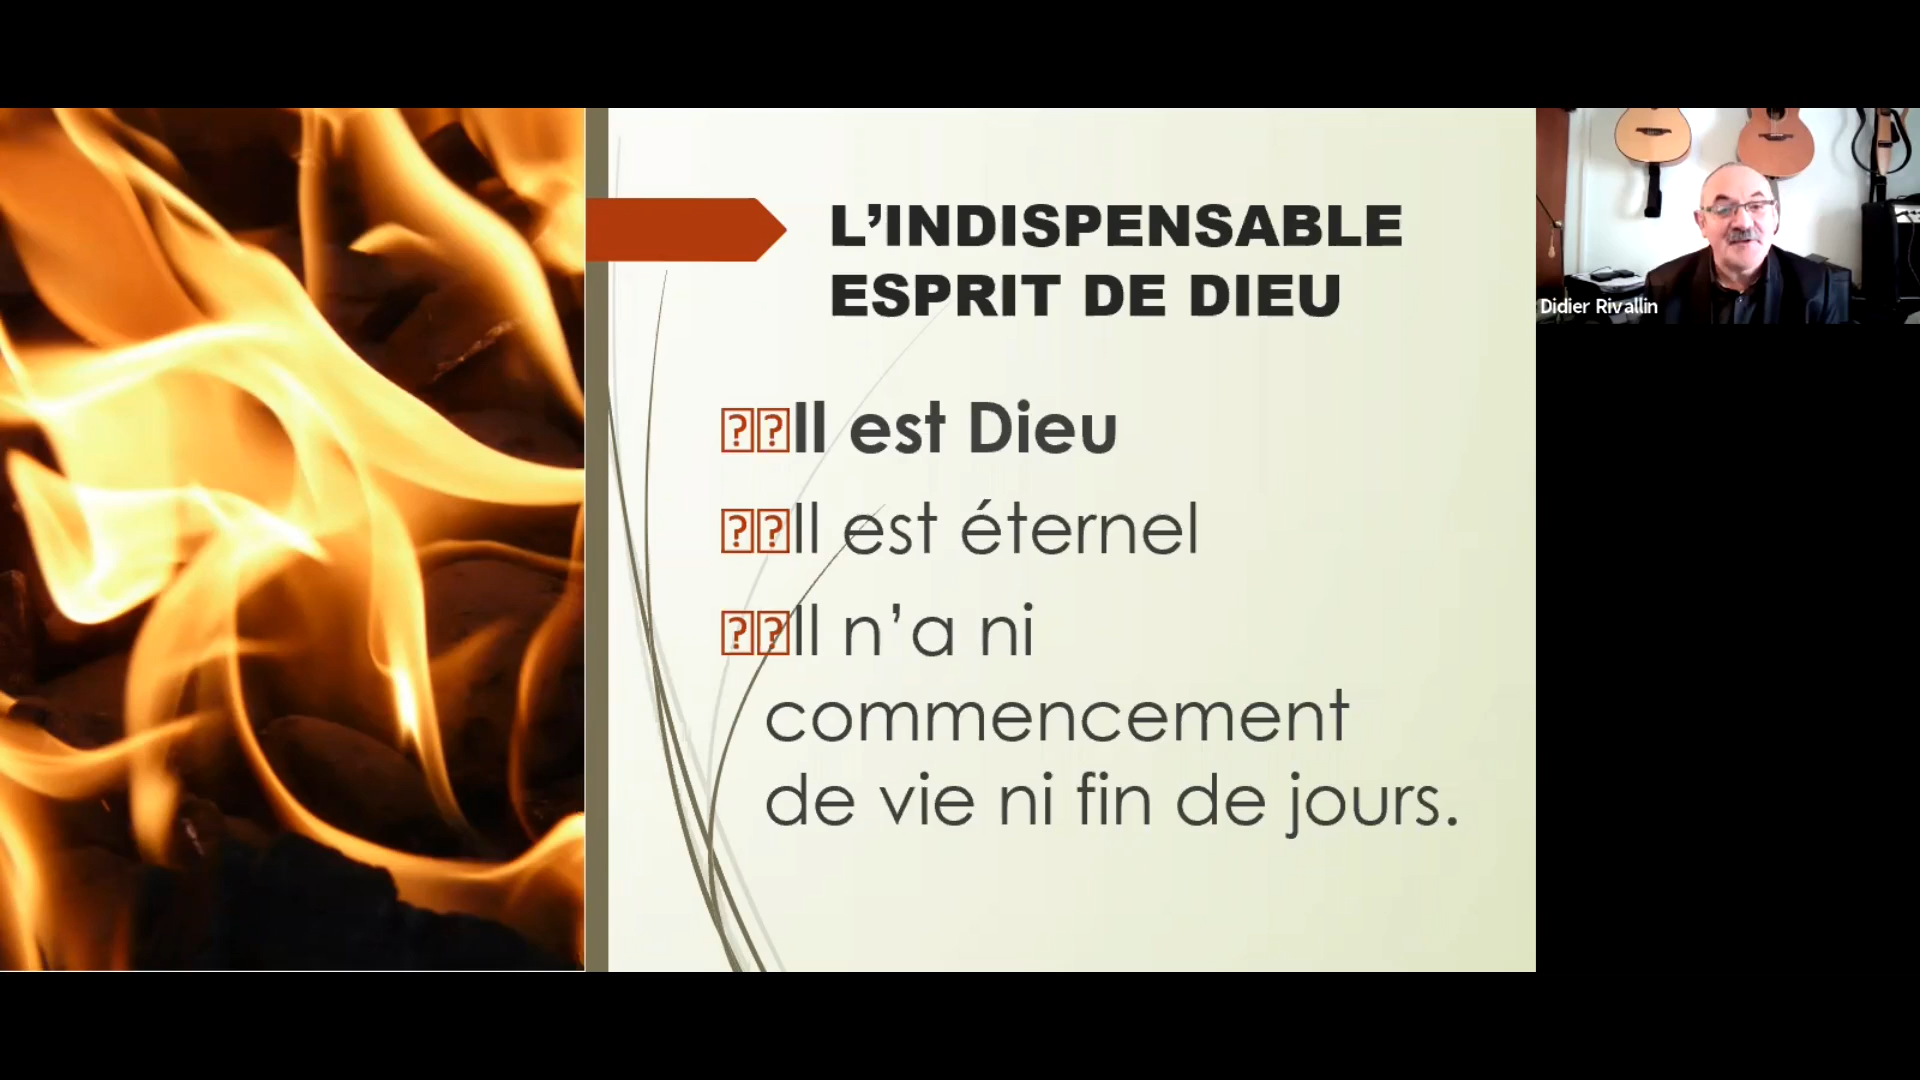 L’INDISPENSABLE
ESPRIT DE DIEU
Il est Dieu
Il est éternel
Il n’a ni
commencement
de vie ni fin de jours.
Didier Rivallin